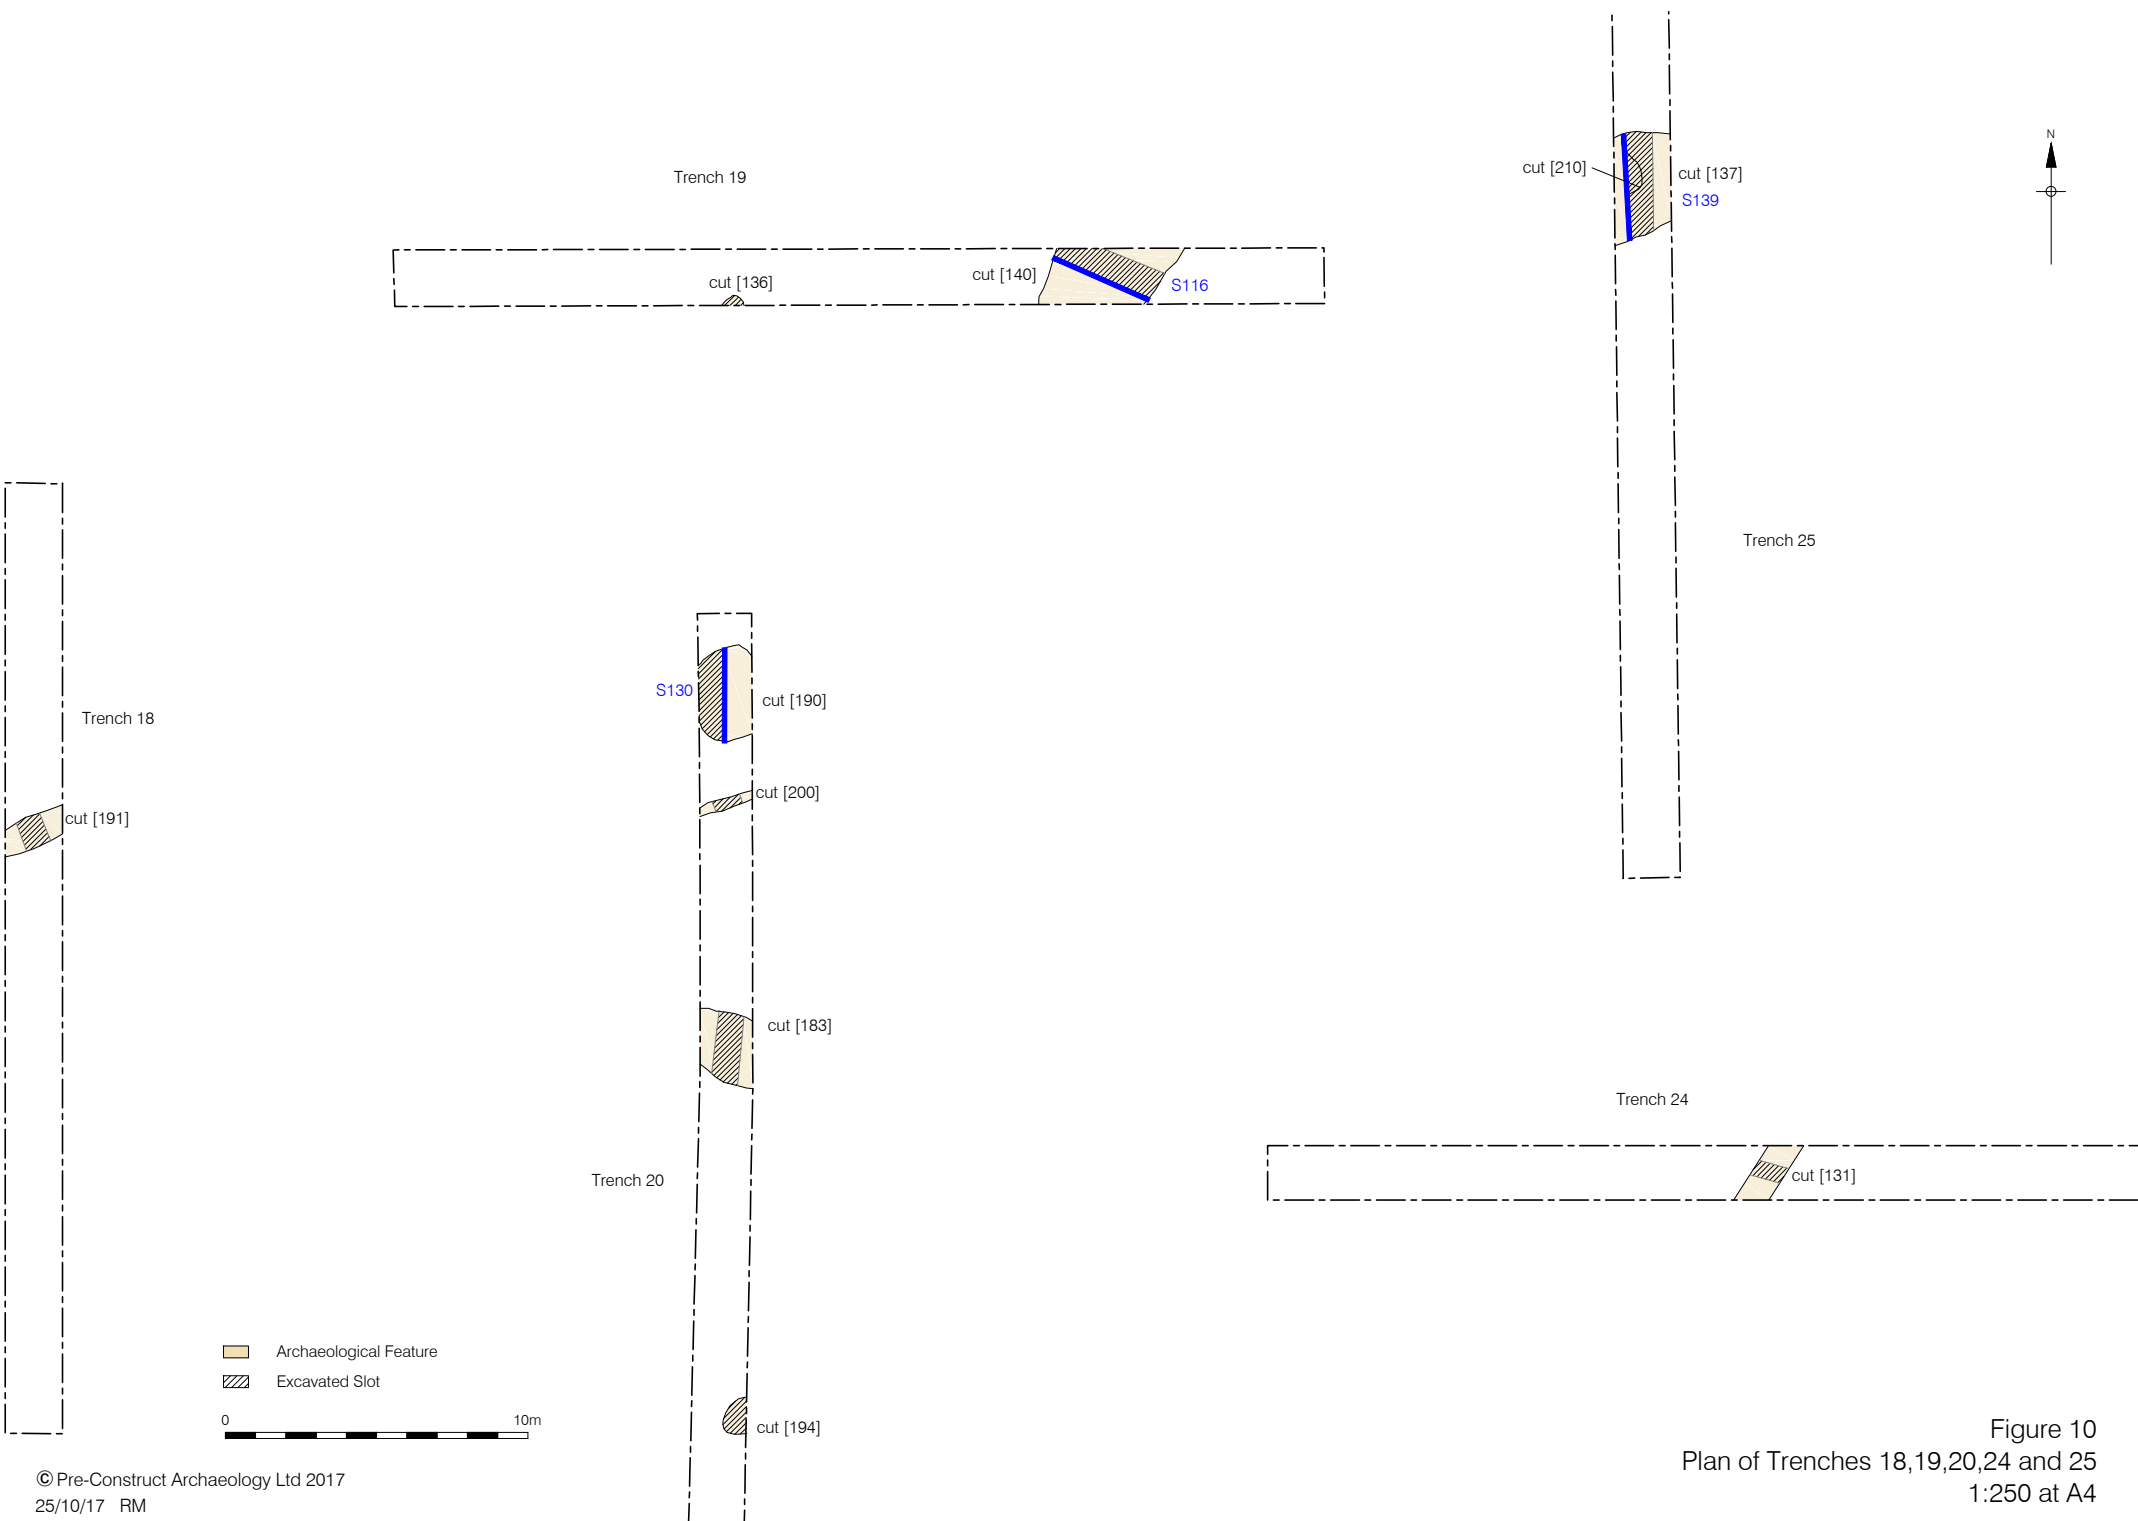 N
cut [210]
cut [137]
S139
Trench 19
cut [136]
cut [140]
S116
Trench 25
S130
cut [190]
Trench 18
cut [200]
cut [191]
cut [183]
Trench 24
Trench 20
cut [131]
Archaeological Feature
Excavated Slot
0 10m
cut [194]
© Pre-Construct Archaeology Ltd 2017
25/10/17 RM
Figure 10
Plan of Trenches 18,19,20,24 and 25
1:250 at A4